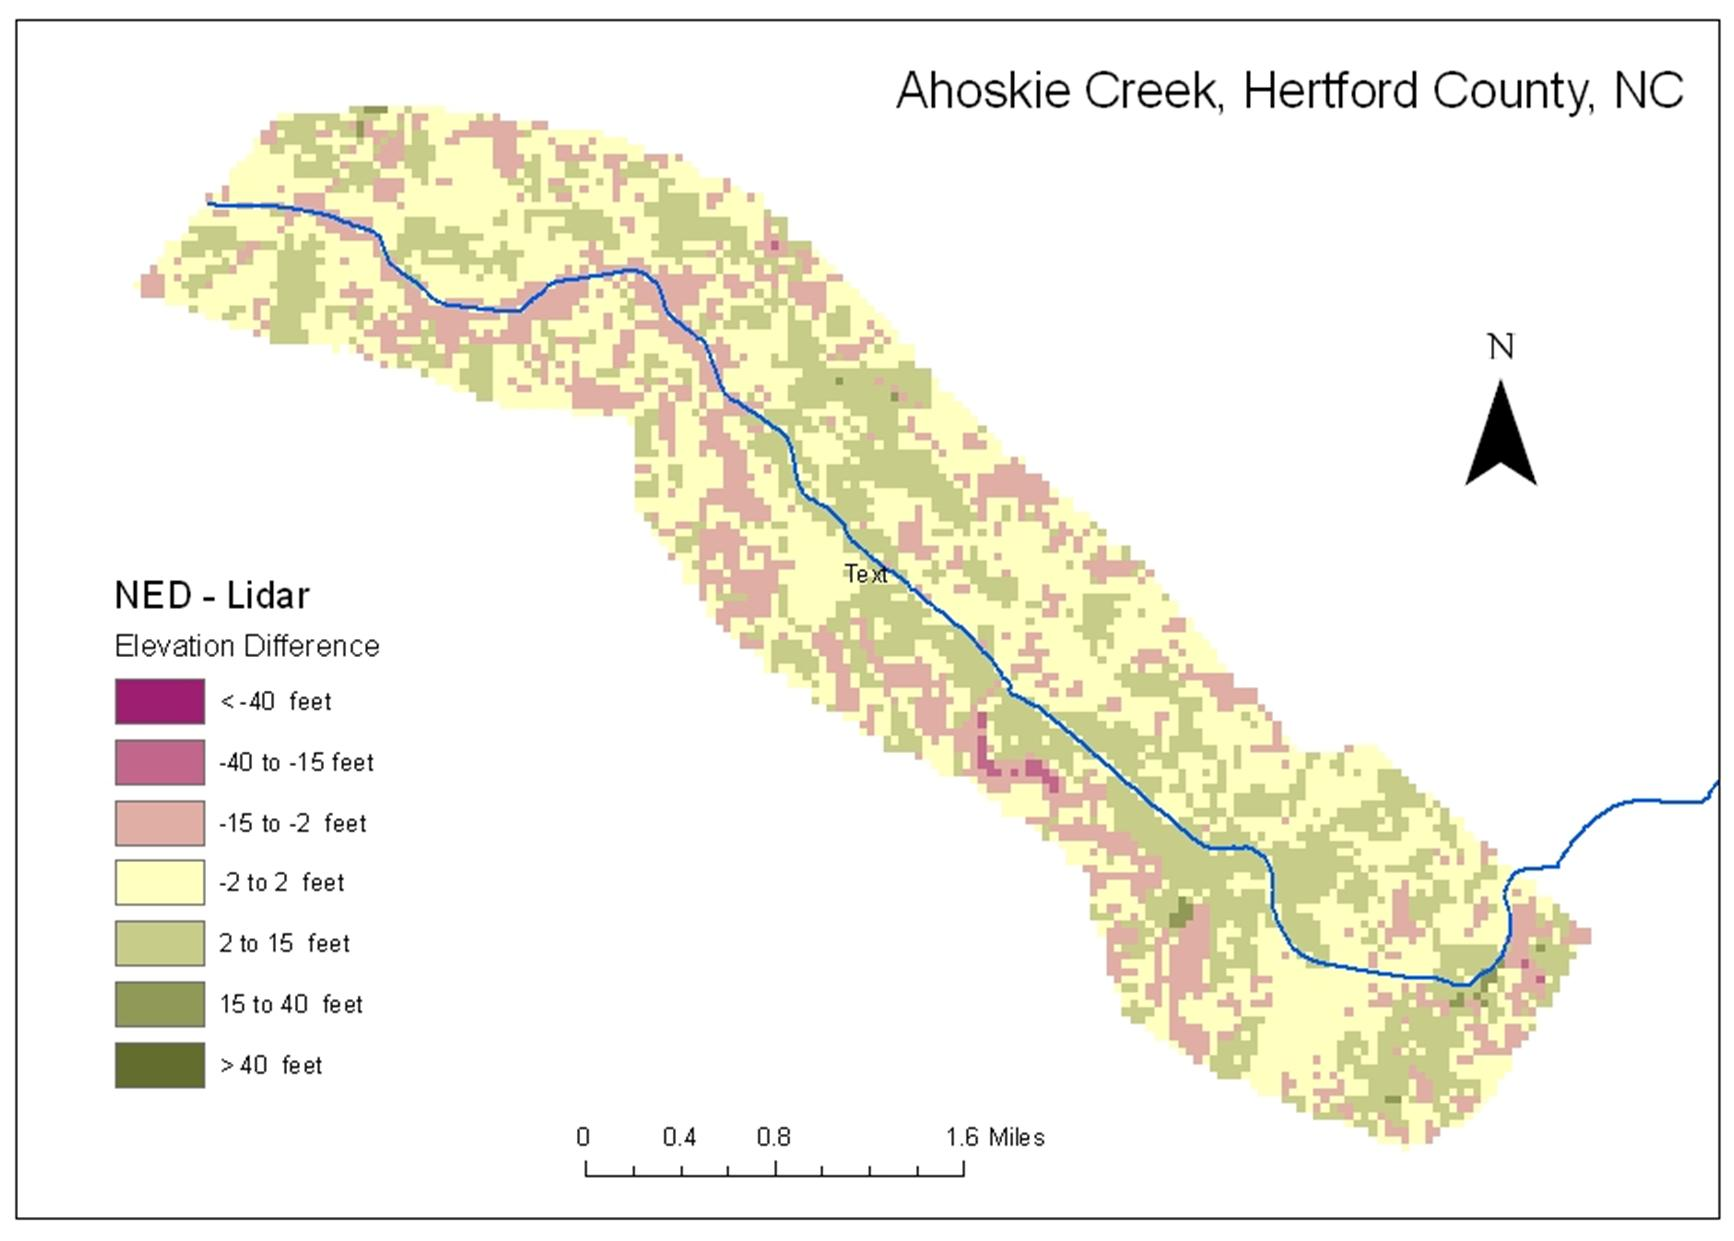 Ahoskie Creek, Hertford County, NC
N
Text
NED - Lidar
Elevation Difference
< -40 feet
-40 to -15 feet
-15 to -2 feet
-2 to 2 feet
2 to 15 feet
15 to 40 feet
> 40 feet
0 0.4 0.8 1.6 Miles